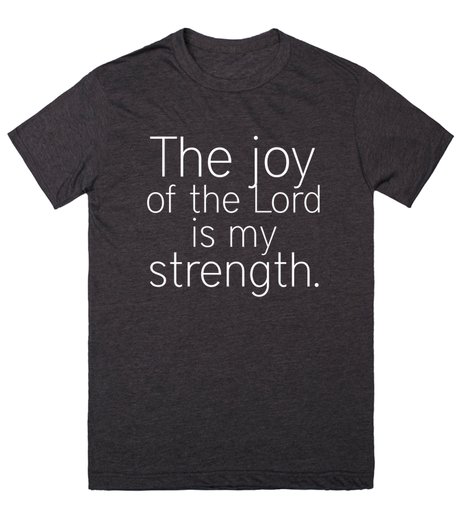 The joy
of the Lord
is my
strength.